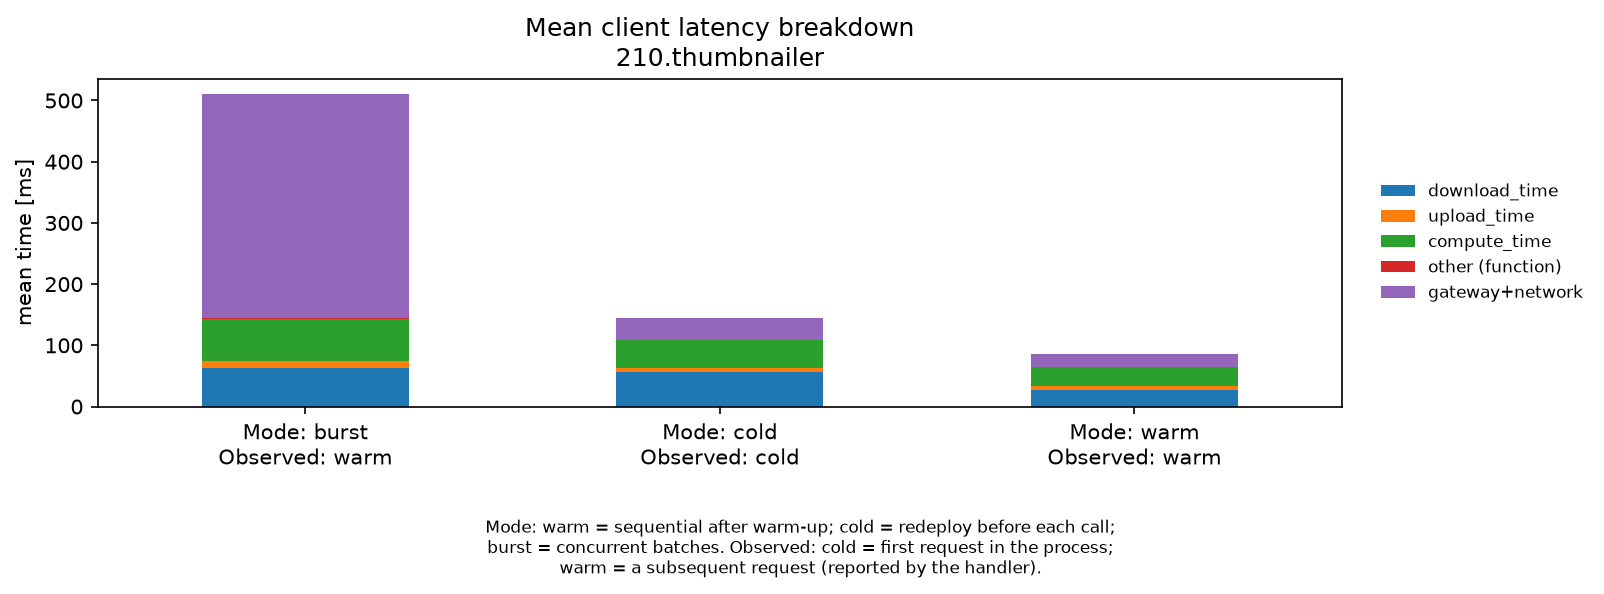 Mean client latency breakdown
210.thumbnailer
mean time [ms]
500
400
300
200
100
0
Mode: burst
Observed: warm
Mode: cold
Observed: cold
Mode: warm
Observed: warm
download_time
upload_time
compute_time
other (function)
gateway+network
Mode: warm = sequential after warm-up; cold = redeploy before each call;
burst = concurrent batches. Observed: cold = first request in the process;
warm = a subsequent request (reported by the handler).